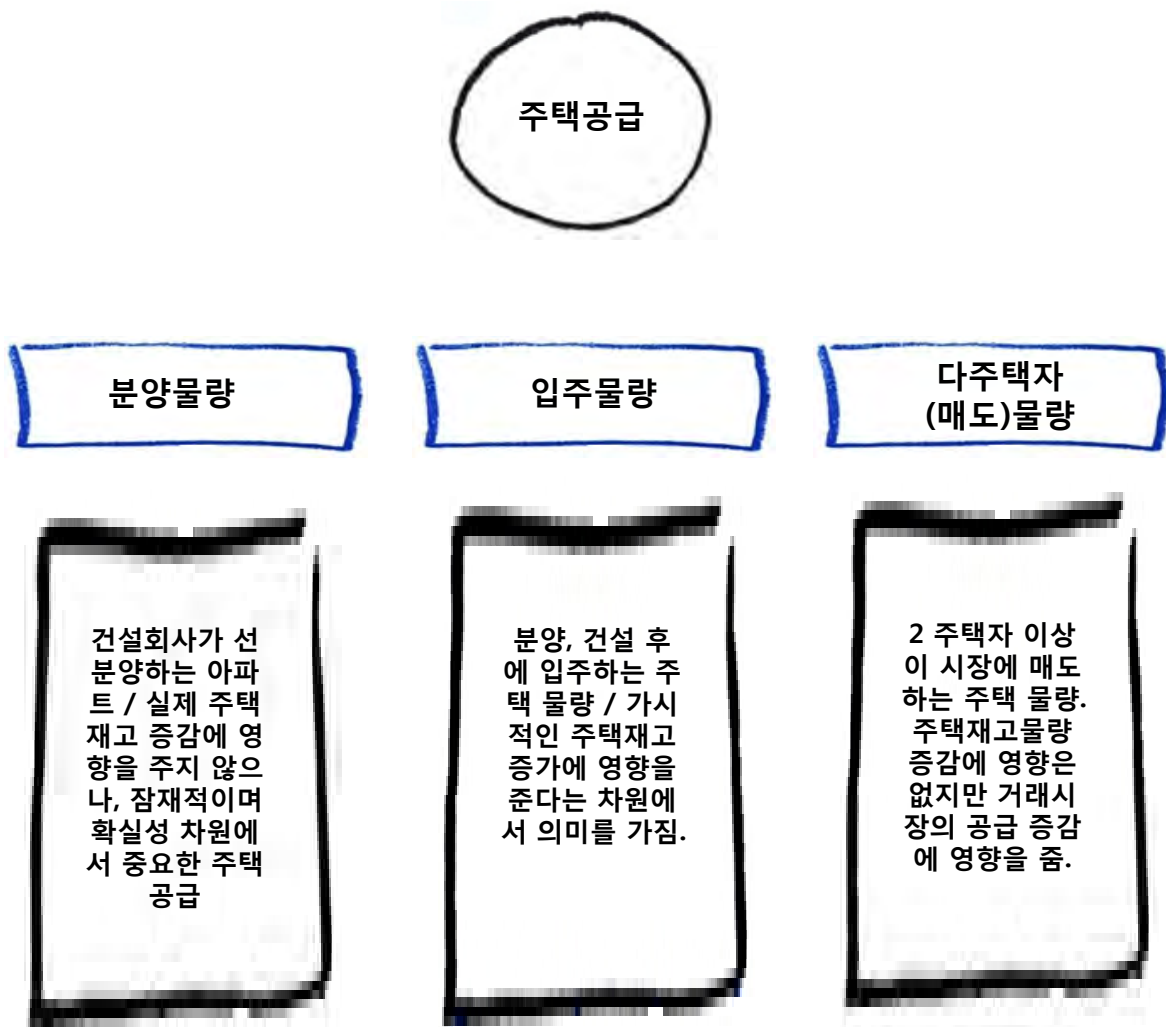 주택공급
분양물량
입주물량
다주택자
(매도)물량
건설회사가 선
분양하는 아파
트 / 실제 주택
재고 증감에 영
향을 주지 않으
나, 잠재적이며
확실성 차원에
서 중요한 주택
공급
분양, 건설 후
에 입주하는 주
택 물량 / 가시
적인 주택재고
증가에 영향을
준다는 차원에
서 의미를 가짐.
2 주택자 이상
이 시장에 매도
하는 주택 물량.
주택재고물량
증감에 영향은
없지만 거래시
장의 공급 증감
에 영향을 줌.